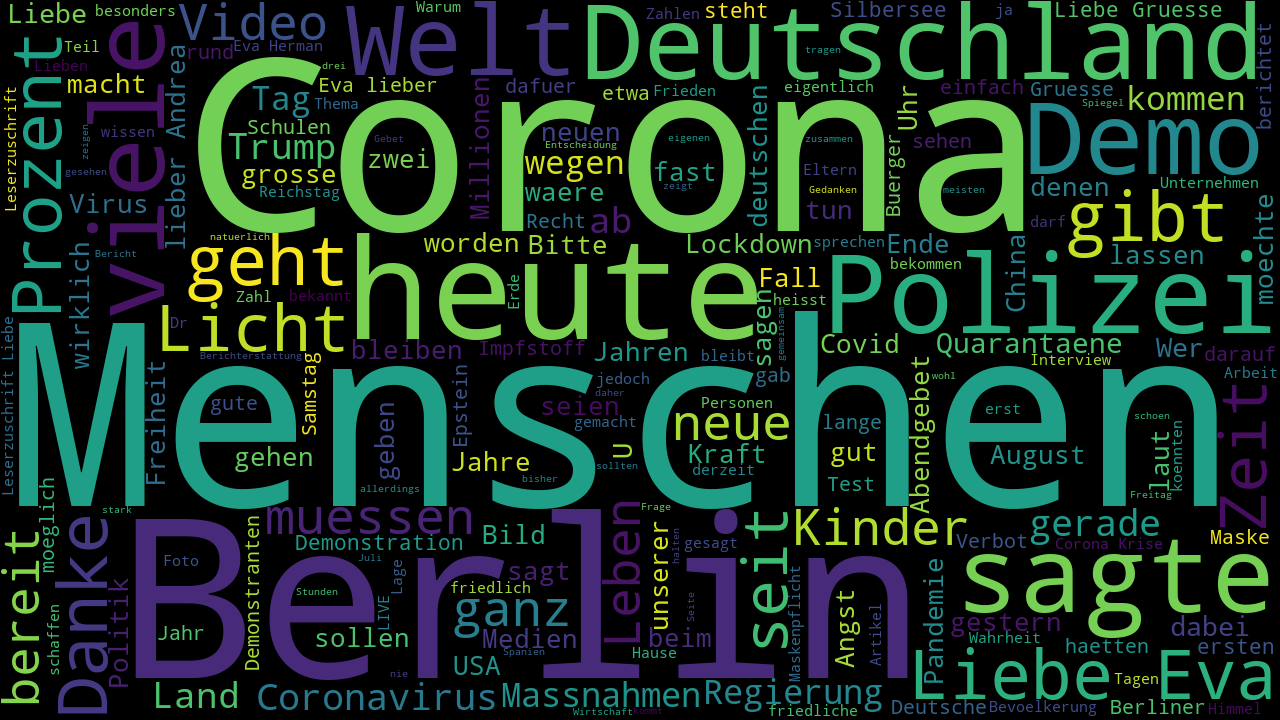 Liebe
besonders
Video
Welt
Warum
Deutschland
Zahlen
steht
Silbersee
ja
Liebe Gruesse
Teil
viele
rund
Eva Herman
Lieben
drei
Prozent
macht
Andrea
Eva lieber
dafuer
etwa
Frieden
tragen
eigentlich
einfach
Gruesse
Spiegel
kommen
berichtet
Leserzuschrift
Tag
Thema
Millionen
Corona
Demo
wissen
zeigen
gesehen
Schulen
Trump
Gebet
zwei
neuen
Entscheidung
eigenen
zusammen
deutschen
Uhr
sehen
grosse
Reichstag
wegen
fast
zeigt
Eltern
Gedanken
meisten
denen
Unternehmen
Virus
lieber
waere
Recht
ab
tun
Buerger
darf
gibt
natuerlich
Bericht
wirklich
geht
heute
worden
Bitte
Lockdown
sprechen
Ende
Polizei
China
lassen
moechte
Zahl
bekannt
Erde
Fall
heisst
bekommen
Licht
Dr
Berichterstattung
bleiben
Impfstoff
Jahren
bleibt
sagen
gemeinsam
Covid
Quarantaene
Interview
Wer
darauf
Arbeit
Leserzuschrift Liebe
Menschen
Freiheit
Samstag
gute
Epstein
jedoch
daher
gab
seien
gemacht
Personen
neue
lange
wohl
erst
schoen
Zeit
gehen
geben
Jahre
U
Kraft
derzeit
gut
Abendgebet
August
laut
koennten
allerdings
bisher
sollten
Test
Freitag
moeglich
stark
Berlin
muessen
Frage
Kinder
gerade
Maske
bereit
Danke
Demonstration
Bild
Leben
halten
gesagt
seit
Verbot
Corona Krise
Foto
Juli
Lage
sagt
unserer
sagte
Politik
Demonstranten
Stunden
friedlich
LIVE
ganz
Seite
Maskenpflicht
Angst
Artikel
Pandemie
gestern
dabei
schaffen
Jahr
sollen
Medien
beim
Wahrheit
haetten
ersten
Spanien
Hause
nie
USA
Liebe
Tagen
Eva
Land
Coronavirus
Massnahmen
Regierung
Wirtschaft
kommt
friedliche
Deutsche
Bevoelkerung
Berliner
Himmel